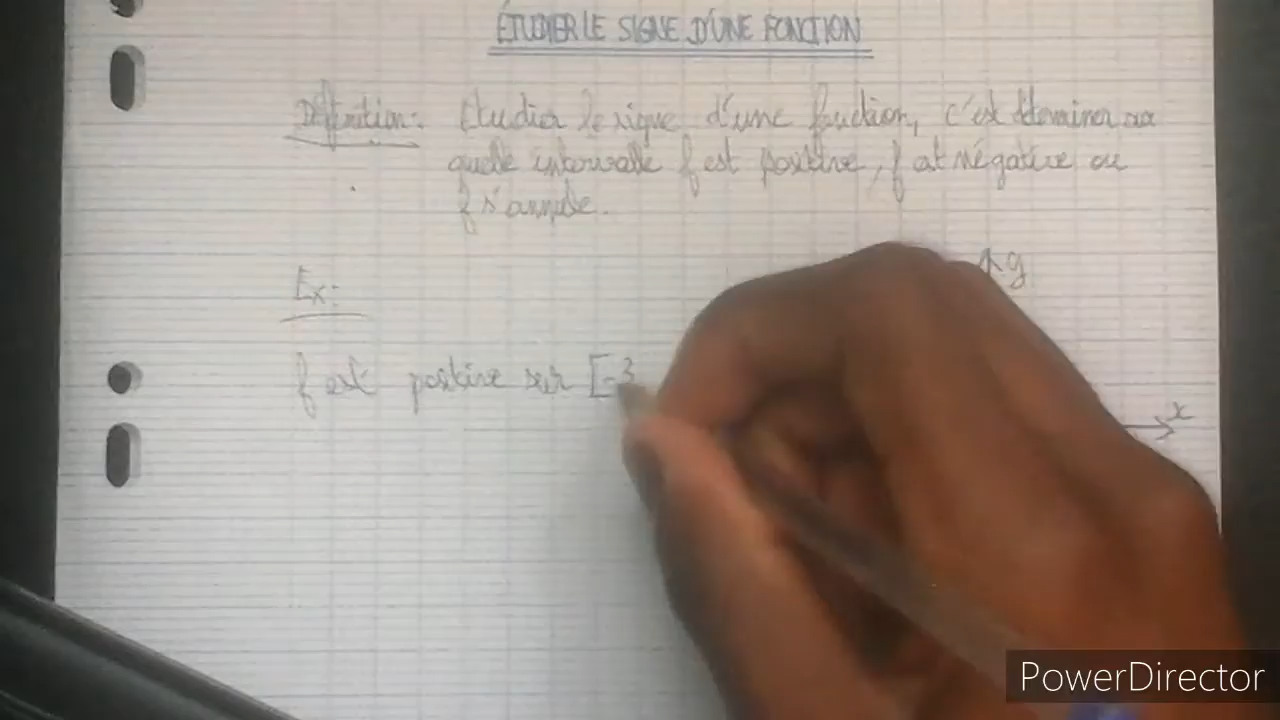 ÉTUDIER LE SIGNE D'UNE FONCTION
Définition: Etudier le signe d'une fonction, c'est déterminer sur
quelle intervalle f est positive, f est négative ou
f s'annule.
Ex:
y
f est positive sur [-3
x
PowerDirector